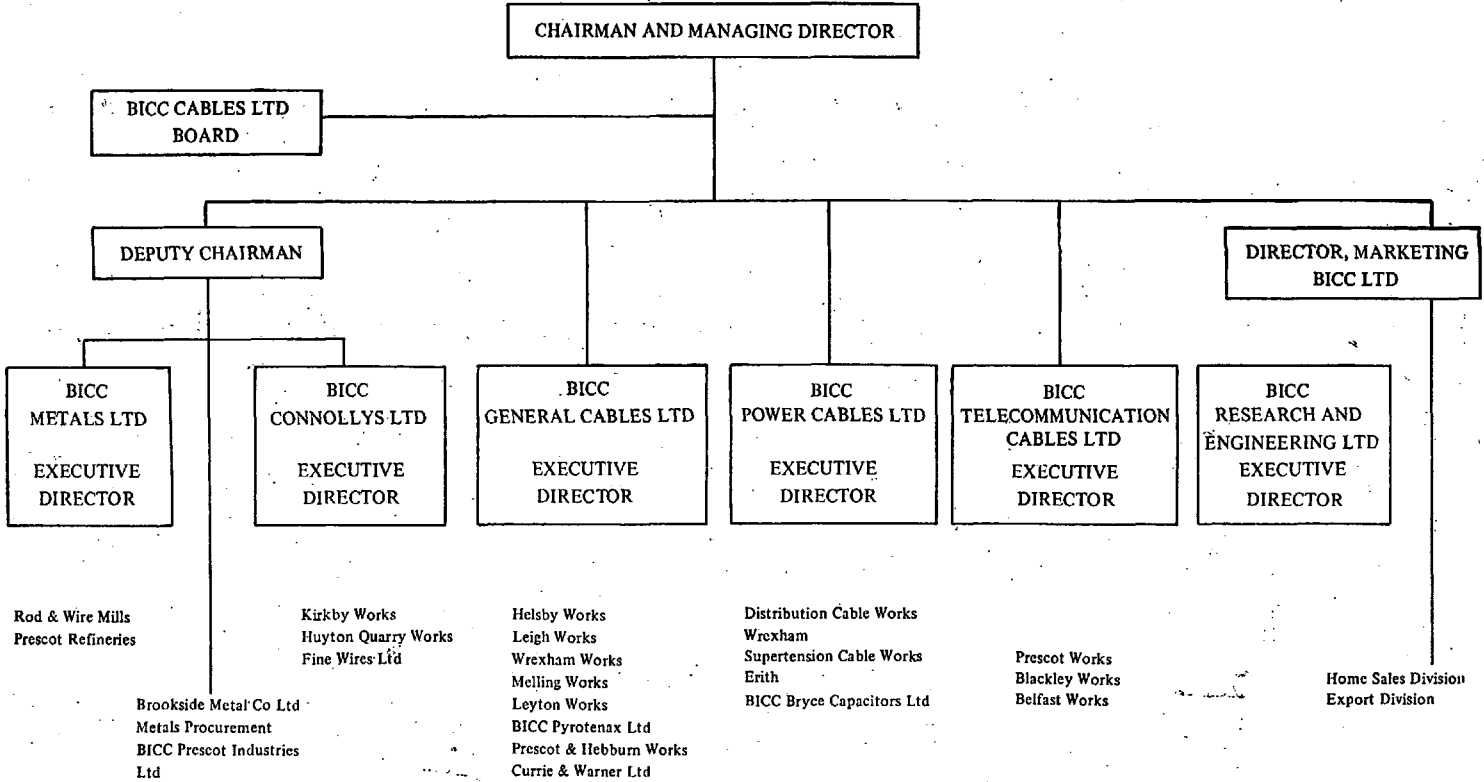 CHAIRMAN AND MANAGING DIRECTOR
BICC CABLES LTD
BOARD
DEPUTY CHAIRMAN
DIRECTOR, MARKETING
BICC LTD
BICC
METALS LTD
EXECUTIVE
DIRECTOR
BICC
CONNOLLYS LTD
EXECUTIVE
DIRECTOR
BICC
GENERAL CABLES LTD
EXECUTIVE
DIRECTOR
BICC
POWER CABLES LTD
EXECUTIVE
DIRECTOR
BICC
TELECOMMUNICATION
CABLES LTD
EXECUTIVE
DIRECTOR
BICC
RESEARCH AND
ENGINEERING LTD
EXECUTIVE
DIRECTOR
Rod & Wire Mills
Prescot Refineries
Brookside Metal Co Ltd
Metals Procurement
BICC Prescot Industries
Ltd
Kirkby Works
Huyton Quarry Works
Fine Wires Ltd
Helsby Works
Leigh Works
Wrexham Works
Melling Works
Leyton Works
BICC Pyrotenax Ltd
Prescot & Hebburn Works
Currie & Warner Ltd
Distribution Cable Works
Wrexham
Supertension Cable Works
Erith
BICC Bryce Capacitors Ltd
Prescot Works
Blackley Works
Belfast Works
Home Sales Division
Export Division